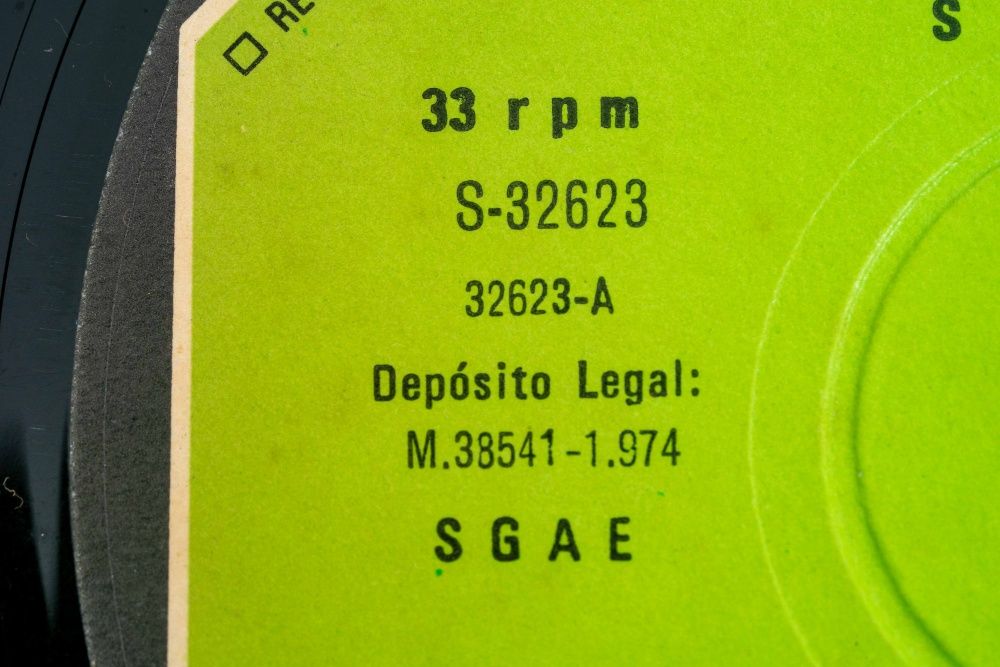 33 rpm
S-32623
32623-A
Depósito Legal:
M.38541-1.974
SGAE